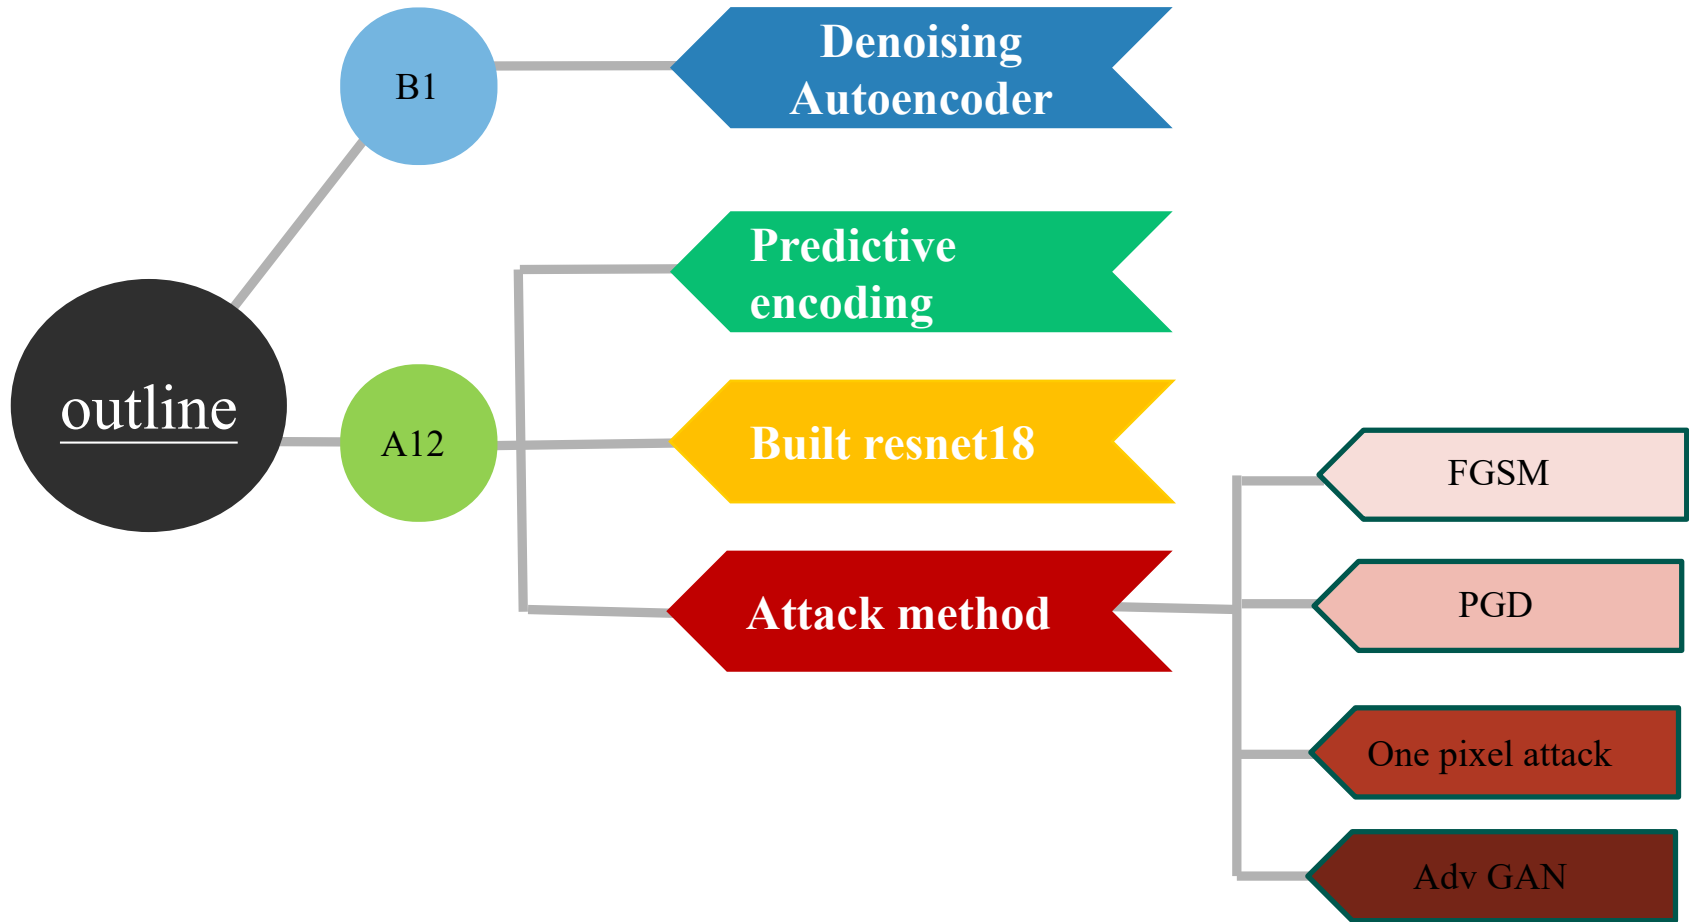 B1
Denoising
Autoencoder
outline
A12
Predictive
encoding
Built resnet18
Attack method
FGSM
PGD
One pixel attack
Adv GAN